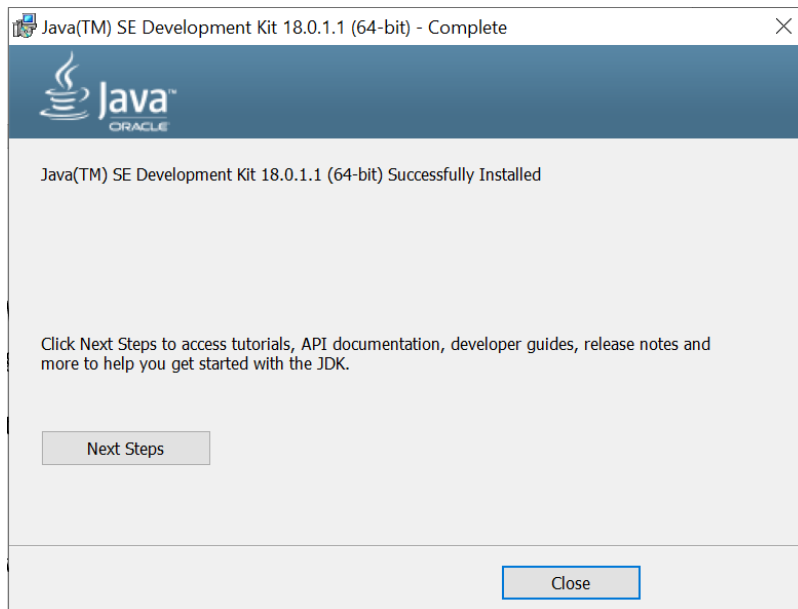 Java(TM) SE Development Kit 18.0.1.1 (64-bit) - Complete
Java™
ORACLE
Java(TM) SE Development Kit 18.0.1.1 (64-bit) Successfully Installed
Click Next Steps to access tutorials, API documentation, developer guides, release notes and
more to help you get started with the JDK.
Next Steps
Close